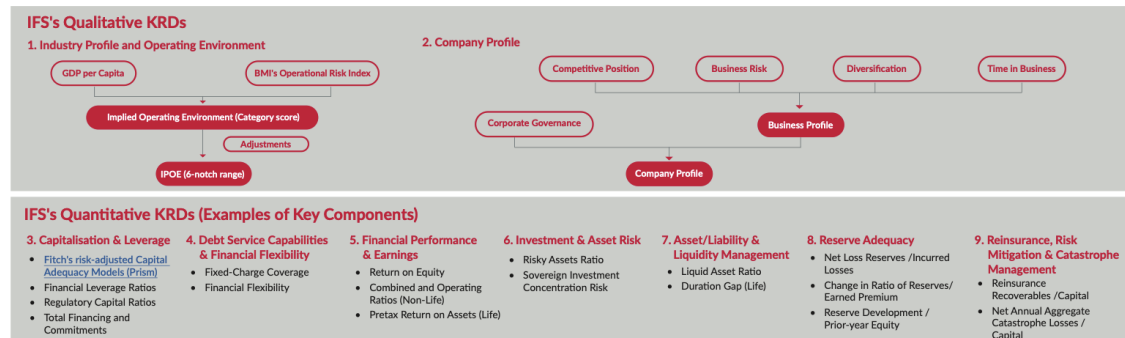 IFS's Qualitative KRDs
1. Industry Profile and Operating Environment
GDP per Capita
BMI's Operational Risk Index
Implied Operating Environment (Category score)
Adjustments
IPOE (6-notch range)
2. Company Profile
Competitive Position
Business Risk
Diversification
Time in Business
Corporate Governance
Business Profile
Company Profile
IFS's Quantitative KRDs (Examples of Key Components)
3. Capitalisation & Leverage
• Fitch's risk-adjusted Capital
Adequacy Models (Prism)
• Financial Leverage Ratios
• Regulatory Capital Ratios
• Total Financing and
Commitments
4. Debt Service Capabilities
& Financial Flexibility
• Fixed-Charge Coverage
• Financial Flexibility
5. Financial Performance
& Earnings
• Return on Equity
• Combined and Operating
Ratios (Non-Life)
• Pretax Return on Assets (Life)
6. Investment & Asset Risk
• Risky Assets Ratio
• Sovereign Investment
Concentration Risk
7. Asset/Liability &
Liquidity Management
• Liquid Asset Ratio
• Duration Gap (Life)
8. Reserve Adequacy
• Net Loss Reserves /Incurred
Losses
• Change in Ratio of Reserves/
Earned Premium
• Reserve Development /
Prior-year Equity
9. Reinsurance, Risk
Mitigation & Catastrophe
Management
• Reinsurance
Recoverables /Capital
• Net Annual Aggregate
Catastrophe Losses /
Capital